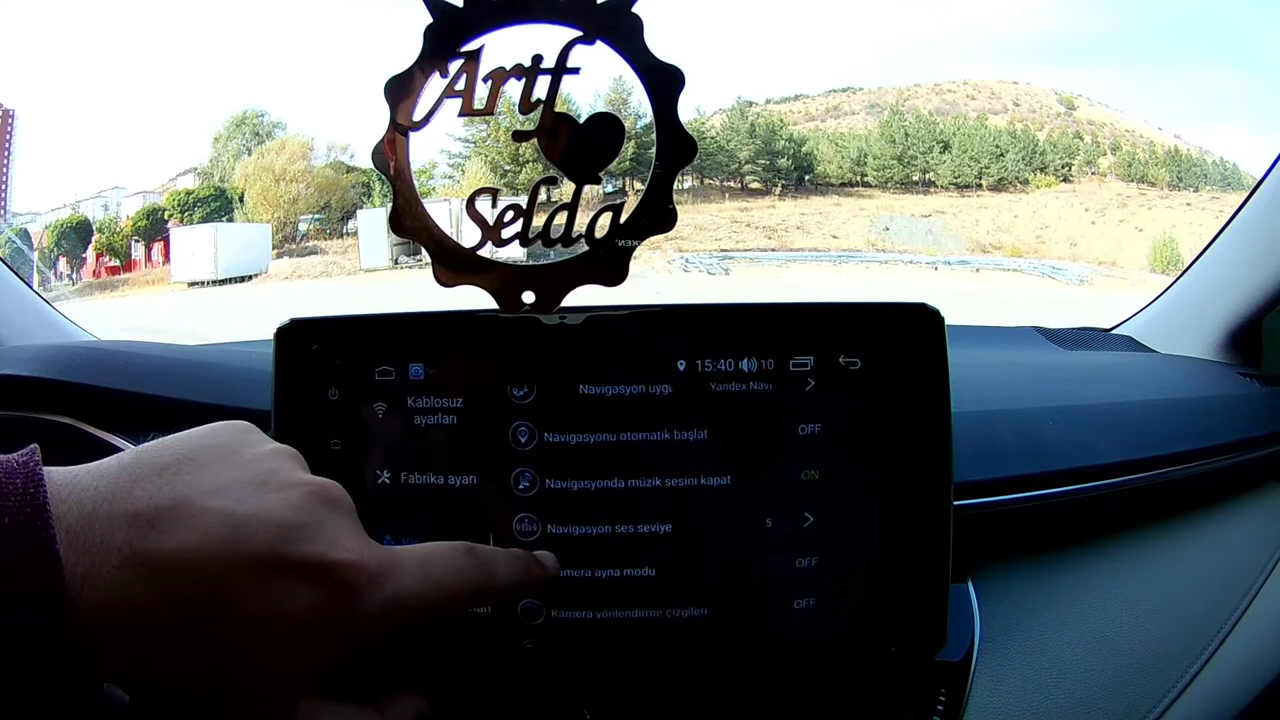 Arif
Selda
15:40 10
Kablosuz
ayarları
Fabrika ayarı
Navigasyon uygu Yandex Navi
Navigasyonu otomatik başlat OFF
Navigasyonda müzik sesini kapat ON
Navigasyon ses seviye 5
amera ayna modu OFF
Kamera yönlendirme çizgileri OFF